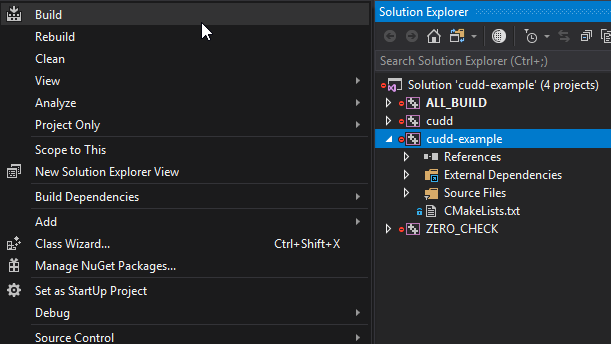 Build
Rebuild
Clean
View
Analyze
Project Only
Scope to This
New Solution Explorer View
Build Dependencies
Add
Class Wizard... Ctrl+Shift+X
Manage NuGet Packages...
Set as StartUp Project
Debug
Source Control
Solution Explorer
Search Solution Explorer (Ctrl+;)
Solution 'cudd-example' (4 projects)
ALL_BUILD
cudd
cudd-example
References
External Dependencies
Source Files
CMakeLists.txt
ZERO_CHECK